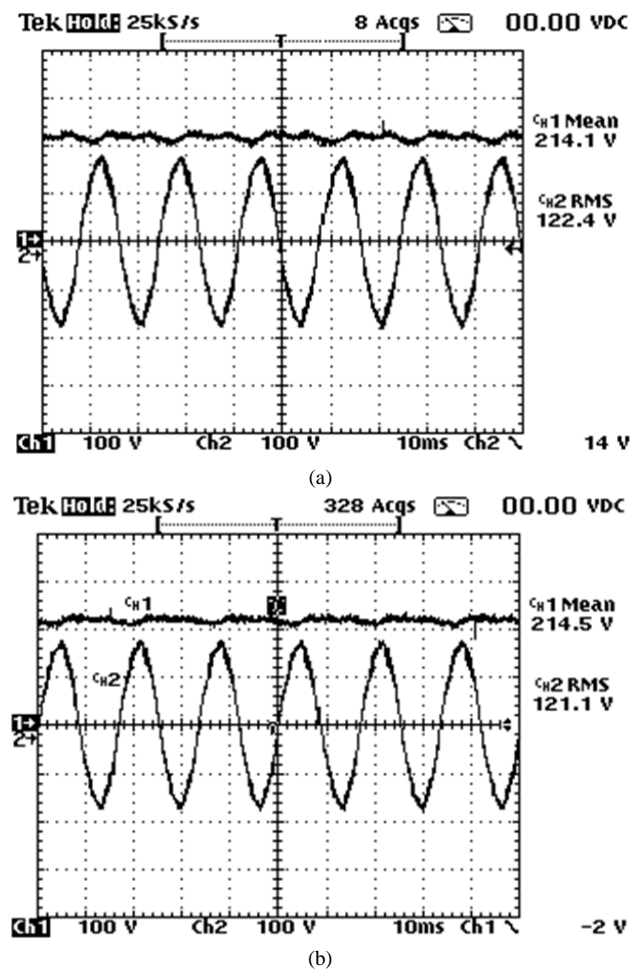 Tek Hold: 25kS/s 8 Acqs 00.00 VDC
T
CH1 Mean
214.1 V
CH2 RMS
122.4 V
1→
2→
Ch1 100 V Ch2 100 V 10ms Ch2 14 V
(a)
Tek Hold: 25kS/s 328 Acqs 00.00 VDC
T
CH1
CH1 Mean
214.5 V
CH2
CH2 RMS
121.1 V
1→
2→
Ch1 100 V Ch2 100 V 10ms Ch1 -2 V
(b)